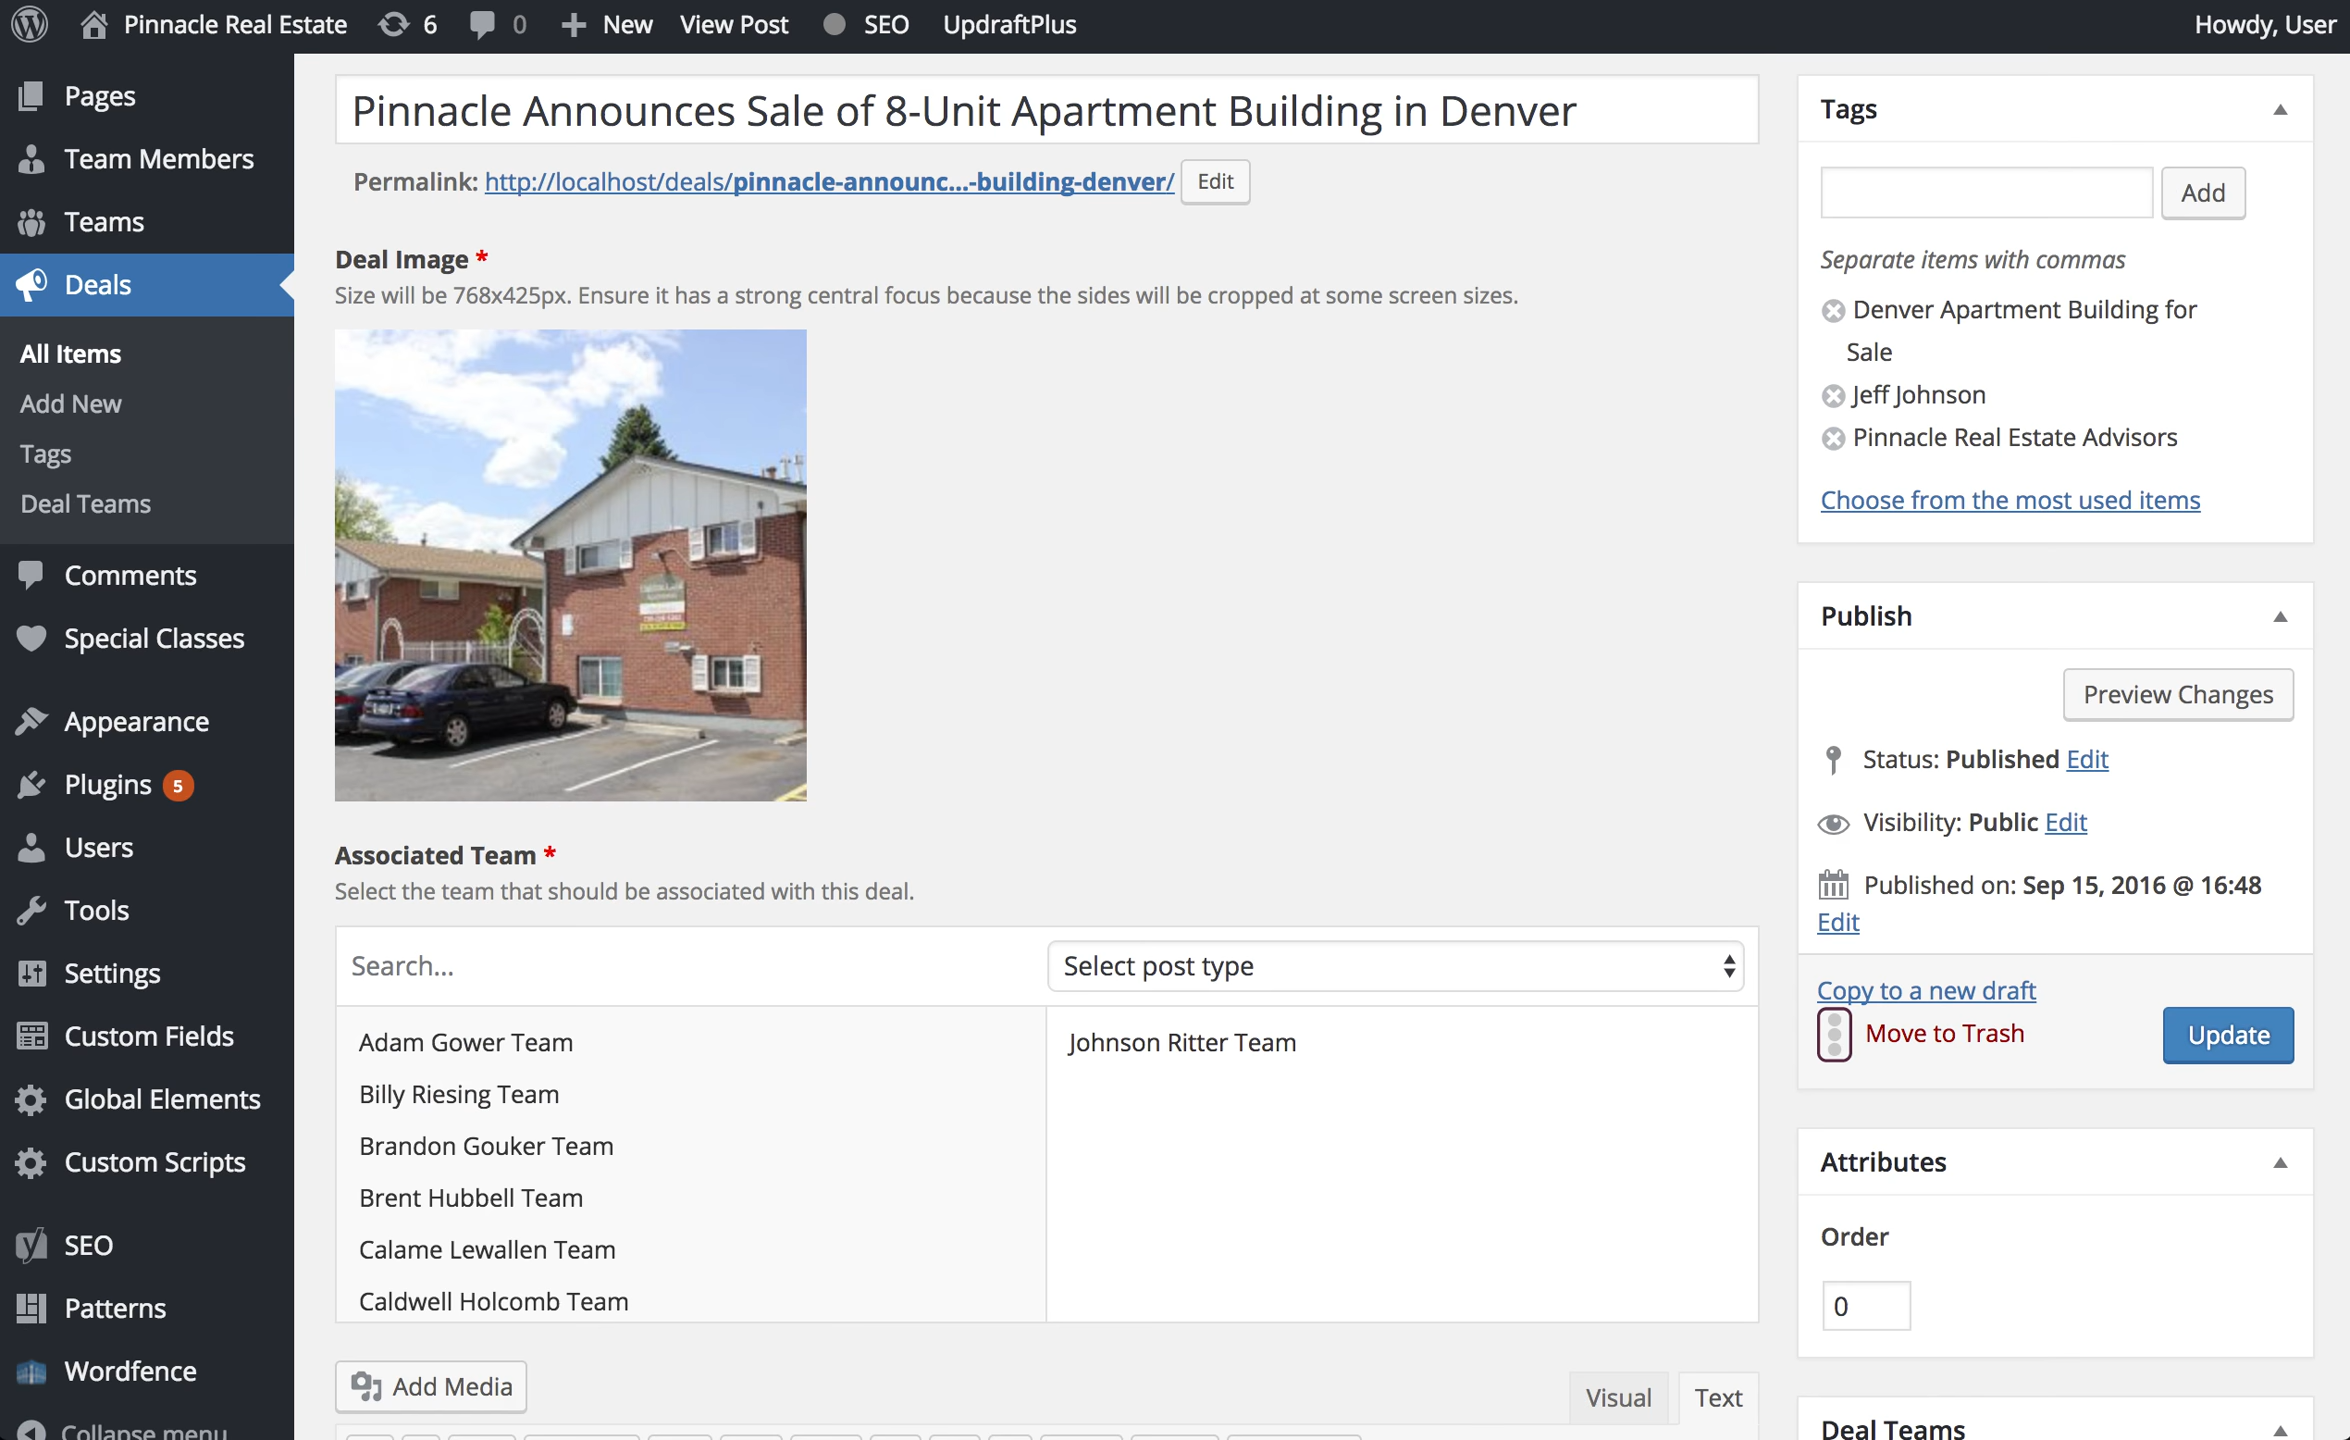 Pinnacle Real Estate 6 0 New View Post SEO UpdraftPlus Howdy, User
Pages
Team Members
Teams
Deals
All Items
Add New
Tags
Deal Teams
Comments
Special Classes
Appearance
Plugins 5
Users
Tools
Settings
Custom Fields
Global Elements
Custom Scripts
SEO
Patterns
Wordfence
Collapse menu
Pinnacle Announces Sale of 8-Unit Apartment Building in Denver
Permalink: http://localhost/deals/pinnacle-announc...-building-denver/ Edit
Deal Image *
Size will be 768x425px. Ensure it has a strong central focus because the sides will be cropped at some screen sizes.
Associated Team *
Select the team that should be associated with this deal.
Search... Select post type
Adam Gower Team
Billy Riesing Team
Brandon Gouker Team
Brent Hubbell Team
Calame Lewallen Team
Caldwell Holcomb Team
Johnson Ritter Team
Add Media
Visual Text
Tags
Add
Separate items with commas
Denver Apartment Building for
Sale
Jeff Johnson
Pinnacle Real Estate Advisors
Choose from the most used items
Publish
Preview Changes
Status: Published Edit
Visibility: Public Edit
Published on: Sep 15, 2016 @ 16:48
Edit
Copy to a new draft
Move to Trash Update
Attributes
Order
0
Deal Teams